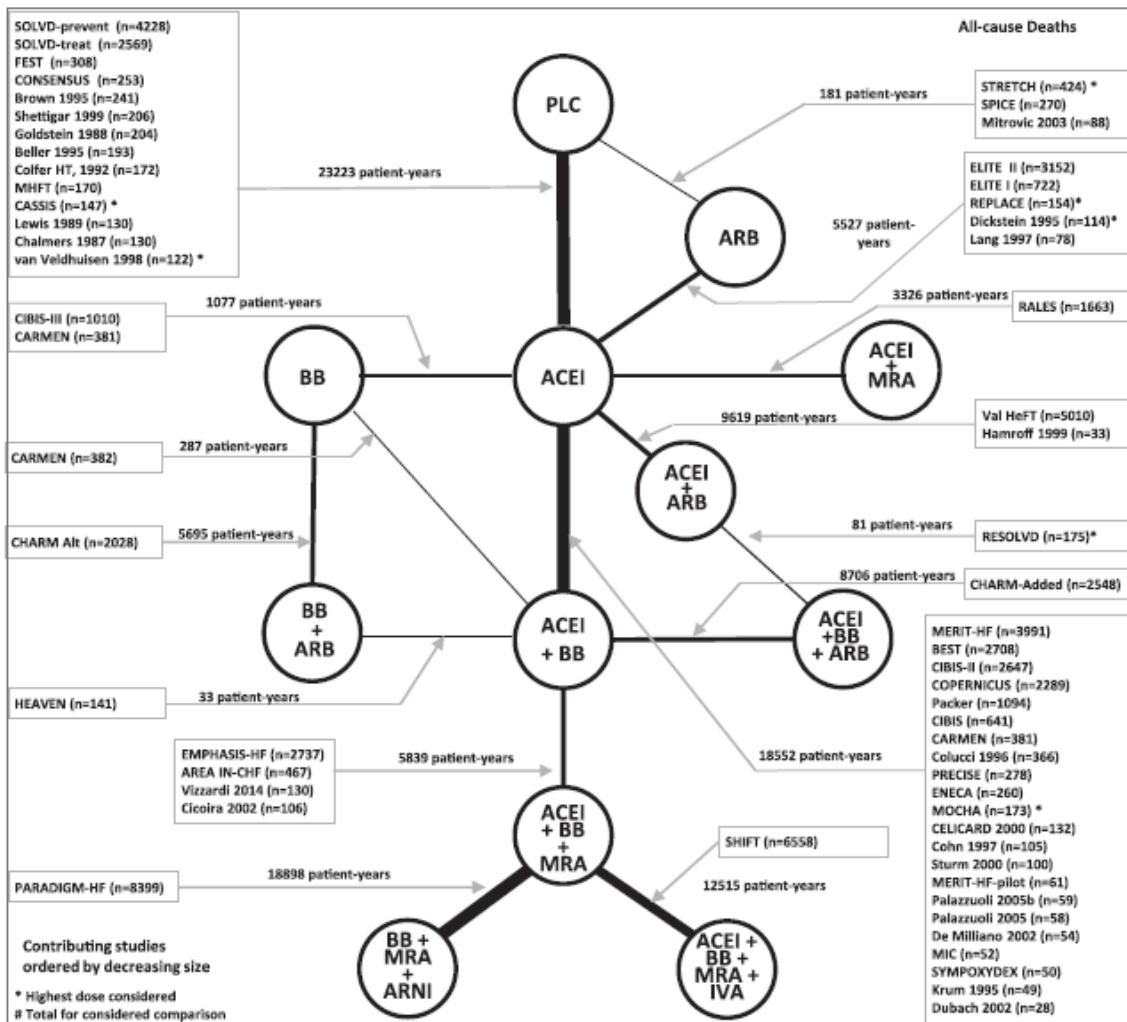 SOLVD-prevent (n=4228)
SOLVD-treat (n=2569)
FEST (n=308)
CONSENSUS (n=253)
Brown 1995 (n=241)
Shettigar 1999 (n=206)
Goldstein 1988 (n=204)
Beller 1995 (n=193)
Colfer HT, 1992 (n=172)
MHFT (n=170)
CASSIS (n=147) *
Lewis 1989 (n=130)
Chalmers 1987 (n=130)
van Veldhuisen 1998 (n=122) *
All-cause Deaths
PLC
181 patient-years
STRETCH (n=424) *
SPICE (n=270)
Mitrovic 2003 (n=88)
23223 patient-years
ARB
5527 patient-
years
ELITE II (n=3152)
ELITE I (n=722)
REPLACE (n=154)*
Dickstein 1995 (n=114)*
Lang 1997 (n=78)
1077 patient-years
CIBIS-III (n=1010)
CARMEN (n=381)
3326 patient-years
RALES (n=1663)
BB
ACEI
ACEI
+
MRA
9619 patient-years
Val HeFT (n=5010)
Hamroff 1999 (n=33)
287 patient-years
CARMEN (n=382)
ACEI
+
ARB
81 patient-years
RESOLVD (n=175)*
5695 patient-years
CHARM Alt (n=2028)
8706 patient-years
CHARM-Added (n=2548)
BB
+
ARB
ACEI
+ BB
ACEI
+BB
+ ARB
HEAVEN (n=141)
33 patient-years
MERIT-HF (n=3991)
BEST (n=2708)
CIBIS-II (n=2647)
COPERNICUS (n=2289)
Packer (n=1094)
CIBIS (n=641)
CARMEN (n=381)
Colucci 1996 (n=366)
PRECISE (n=278)
ENECA (n=260)
MOCHA (n=173) *
CELICARD 2000 (n=132)
Cohn 1997 (n=105)
Sturm 2000 (n=100)
MERIT-HF-pilot (n=61)
Palazzuoli 2005b (n=59)
Palazzuoli 2005 (n=58)
De Milliano 2002 (n=54)
MIC (n=52)
SYMPOXYDEX (n=50)
Krum 1995 (n=49)
Dubach 2002 (n=28)
18552 patient-years
EMPHASIS-HF (n=2737)
AREA IN-CHF (n=467)
Vizzardi 2014 (n=130)
Cicoira 2002 (n=106)
5839 patient-years
ACEI
+ BB
+
MRA
SHIFT (n=6558)
PARADIGM-HF (n=8399)
18898 patient-years
12515 patient-years
BB +
MRA
+
ARNI
ACEI +
BB +
MRA +
IVA
Contributing studies
ordered by decreasing size
* Highest dose considered
# Total for considered comparison